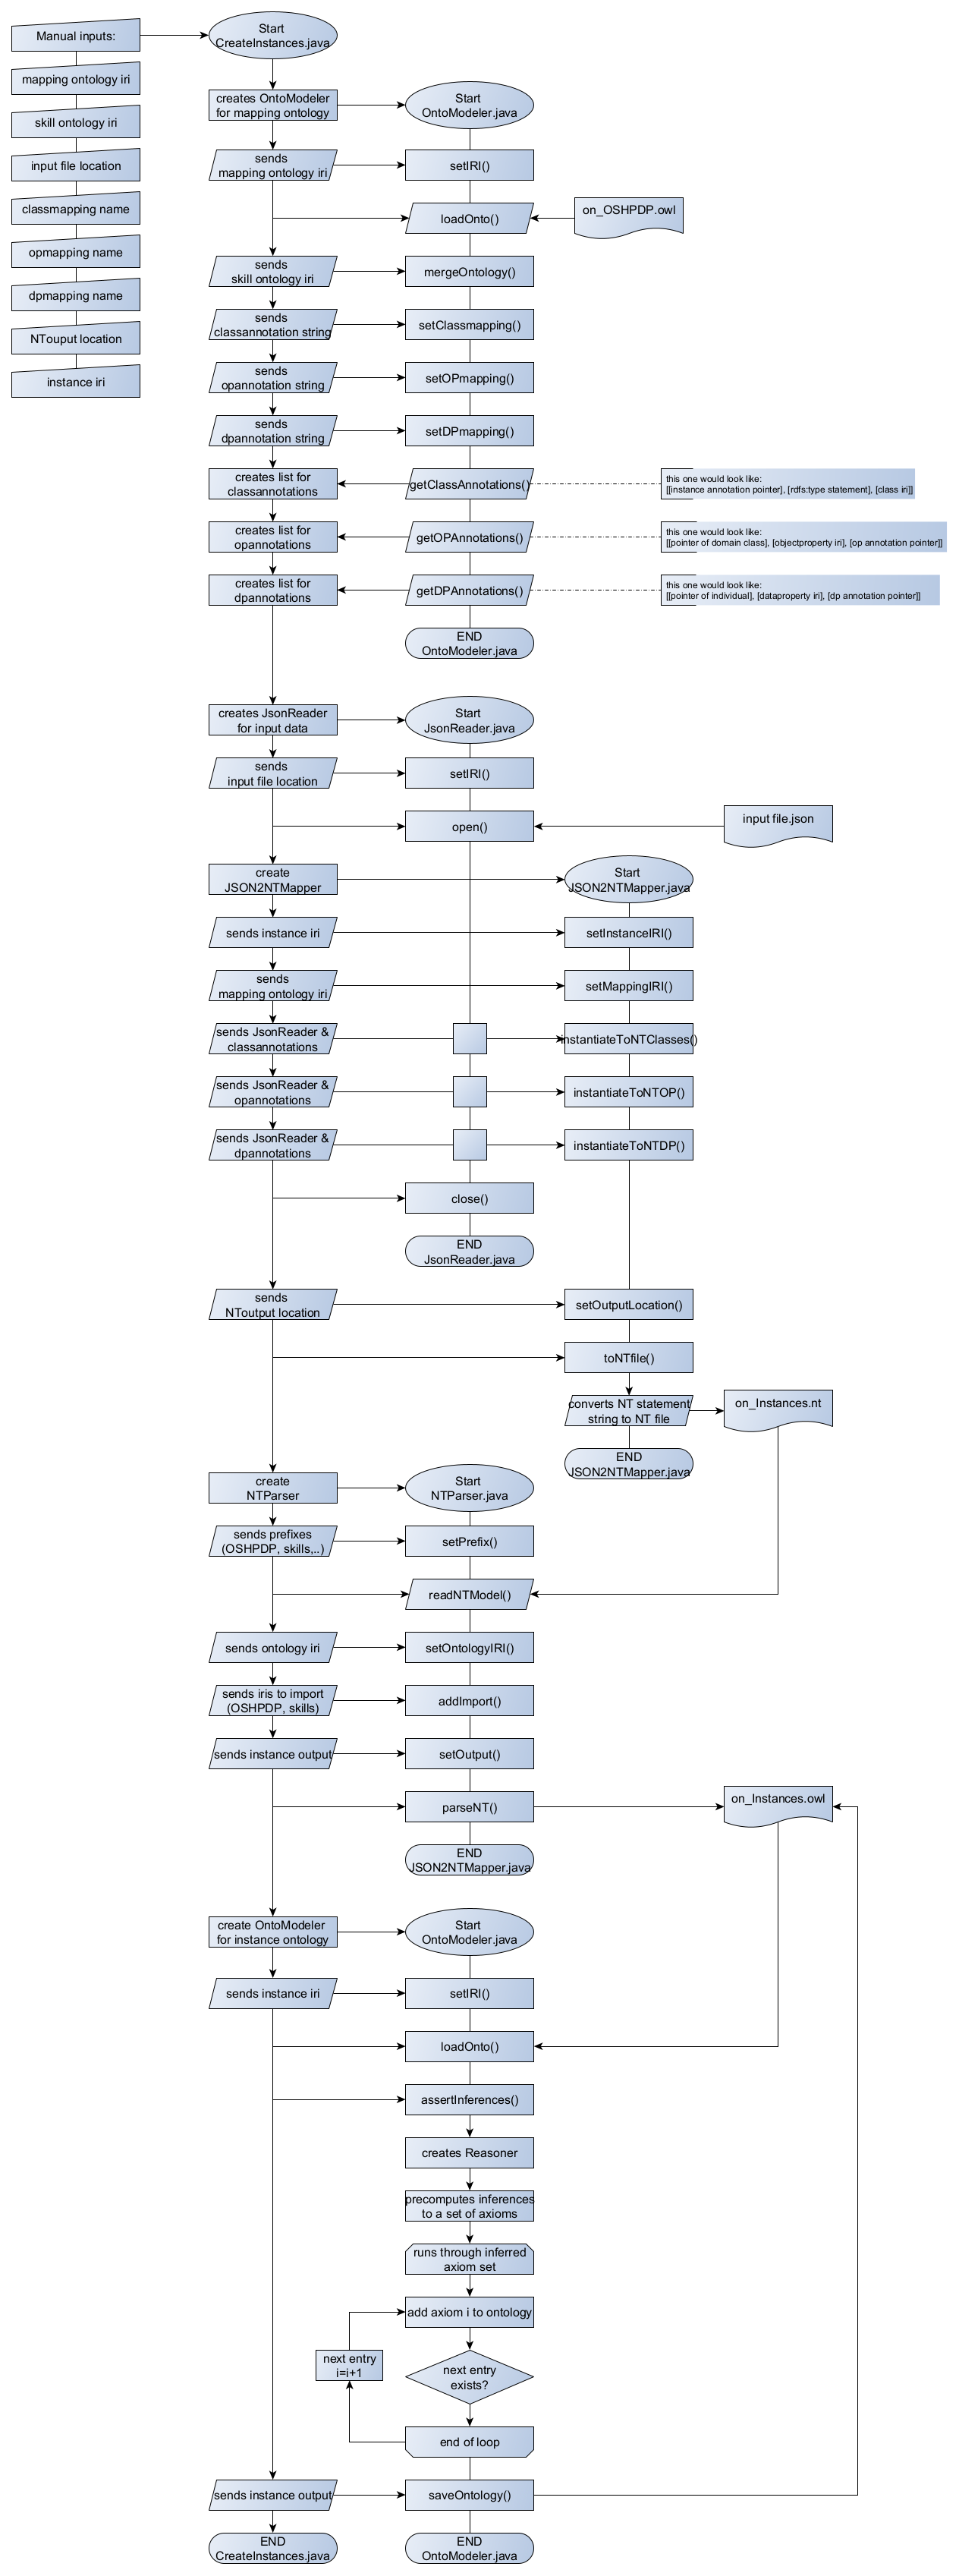 Manual inputs:
mapping ontology iri
skill ontology iri
input file location
classmapping name
opmapping name
dpmapping name
NTouput location
instance iri
Start
CreateInstances.java
creates OntoModeler
for mapping ontology
Start
OntoModeler.java
sends
mapping ontology iri
setIRI()
loadOnto()
on_OSHPDP.owl
sends
skill ontology iri
mergeOntology()
sends
classannotation string
setClassmapping()
sends
opannotation string
setOPmapping()
sends
dpannotation string
setDPmapping()
creates list for
classannotations
getClassAnnotations()
this one would look like:
[[instance annotation pointer], [rdfs:type statement], [class iri]]
creates list for
opannotations
getOPAnnotations()
this one would look like:
[[pointer of domain class], [objectproperty iri], [op annotation pointer]]
creates list for
dpannotations
getDPAnnotations()
this one would look like:
[[pointer of individual], [dataproperty iri], [dp annotation pointer]]
END
OntoModeler.java
creates JsonReader
for input data
Start
JsonReader.java
sends
input file location
setIRI()
open()
input file.json
create
JSON2NTMapper
Start
JSON2NTMapper.java
sends instance iri
setInstanceIRI()
sends
mapping ontology iri
setMappingIRI()
sends JsonReader &
classannotations
instantiateToNTClasses()
sends JsonReader &
opannotations
instantiateToNTOP()
sends JsonReader &
dpannotations
instantiateToNTDP()
close()
END
JsonReader.java
sends
NToutput location
setOutputLocation()
toNTfile()
converts NT statement
string to NT file
on_Instances.nt
END
JSON2NTMapper.java
create
NTParser
Start
NTParser.java
sends prefixes
(OSHPDP, skills,..)
setPrefix()
readNTModel()
sends ontology iri
setOntologyIRI()
sends iris to import
(OSHPDP, skills)
addImport()
sends instance output
setOutput()
parseNT()
on_Instances.owl
END
JSON2NTMapper.java
create OntoModeler
for instance ontology
Start
OntoModeler.java
sends instance iri
setIRI()
loadOnto()
assertInferences()
creates Reasoner
precomputes inferences
to a set of axioms
runs through inferred
axiom set
add axiom i to ontology
next entry
i=i+1
next entry
exists?
end of loop
sends instance output
saveOntology()
END
CreateInstances.java
END
OntoModeler.java